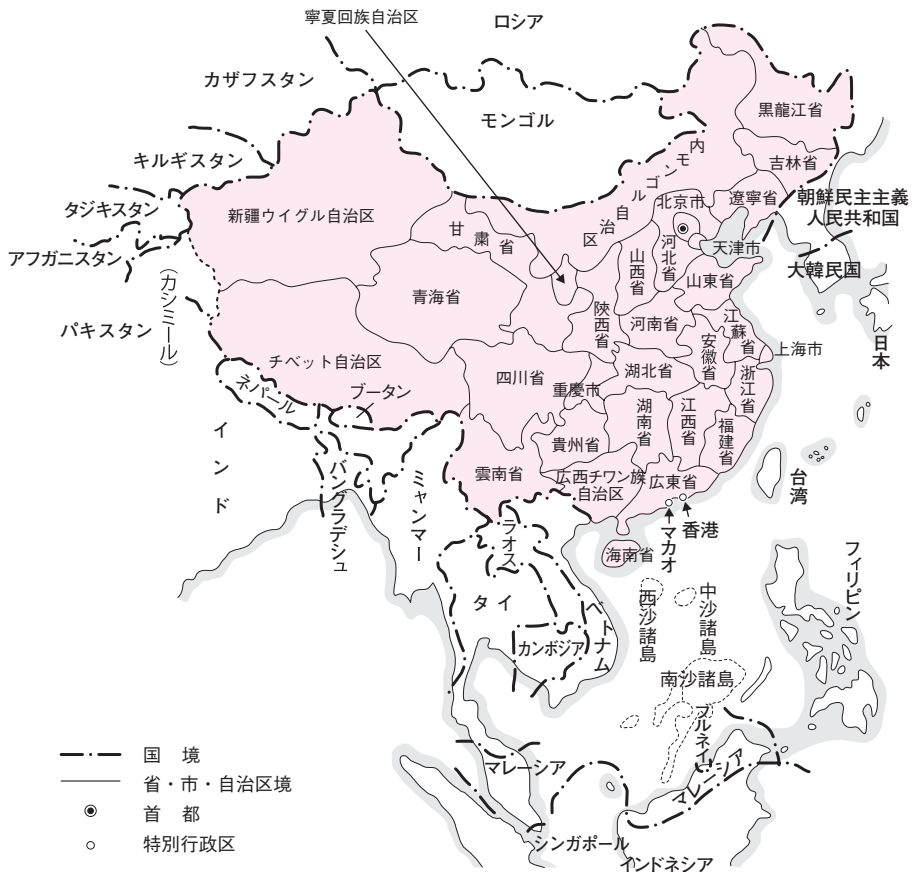 寧夏回族自治区
ロシア
カザフスタン
モンゴル
黒龍江省
キルギスタン
内モンゴル自治区
吉林省
タジキスタン
新疆ウイグル自治区
甘粛省
北京市
遼寧省
朝鮮民主主義
人民共和国
アフガニスタン
天津市
大韓民国
(カシミール)
青海省
山西省
河北省
山東省
パキスタン
陝西省
河南省
江蘇省
安徽省
上海市
日本
チベット自治区
ネパール
ブータン
四川省
重慶市
湖北省
浙江省
インド
湖南省
江西省
福建省
貴州省
雲南省
広西チワン族
自治区
広東省
台湾
バングラデシュ
ミャンマー
ラオス
香港
マカオ
海南省
フィリピン
タイ
ベトナム
西沙諸島
中沙諸島
カンボジア
南沙諸島
ブルネイ
マレーシア
マレーシア
シンガポール
インドネシア
国境
省・市・自治区境
首都
特別行政区